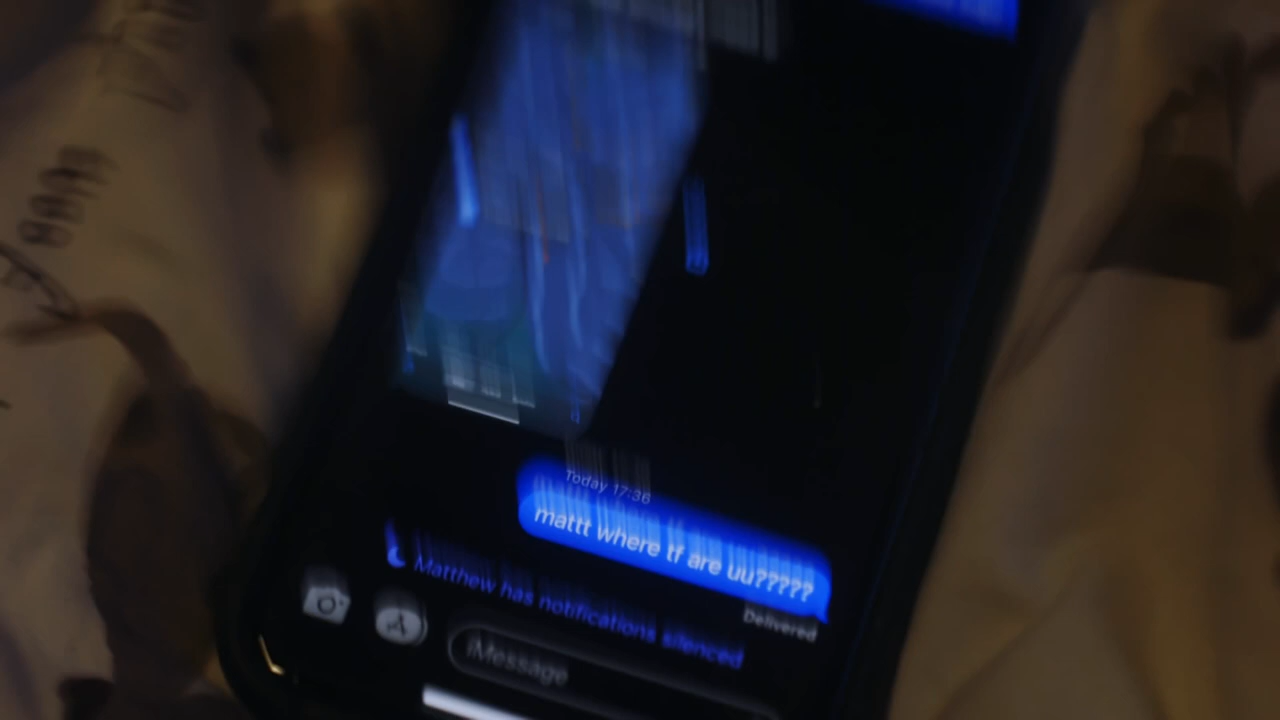 Today 17:36
mattt where tf are uu?????
Delivered
Matthew has notifications silenced
iMessage